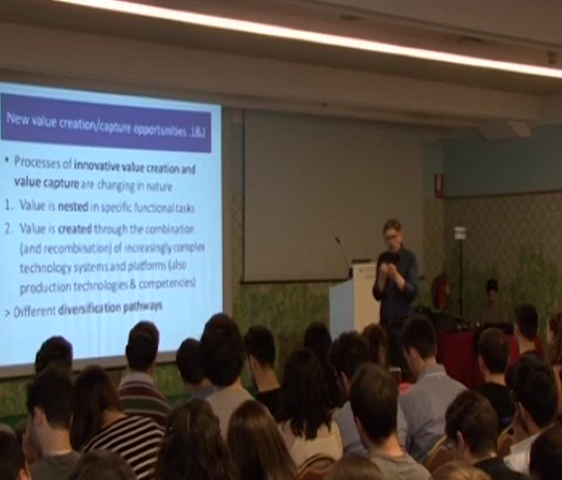 New value creation/capture opportunities .1&2
• Processes of innovative value creation and
value capture are changing in nature
1. Value is nested in specific functional tasks
2. Value is created through the combination
(and recombination) of increasingly complex
technology systems and platforms (also
production technologies & competencies)
> Different diversification pathways